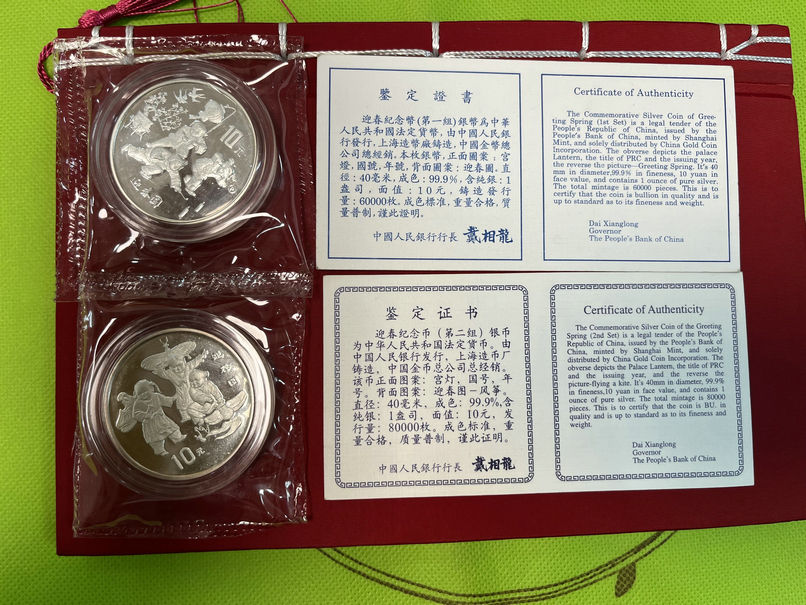 10元
迎春
鑒定證書
迎春紀念幣(第一組)銀幣爲中華
人民共和國法定貨幣,由中國人民銀
行發行,上海造幣廠鑄造,中國金幣總
公司總經銷,本枚銀幣,正面圖案:宮
燈,國號,年號,背面圖案:迎春圖,直
徑:40毫米,成色:99.9%,含純銀:1
盎司,面值:10元,鑄造發行
量:60000枚。成色標准,重量合格,質
量普制,謹此證明。
中國人民銀行行長 戴相龍
Certificate of Authenticity
The Commemorative Silver Coin of Gree-
ting Spring (1st Set) is a legal tender of the
People's Republic of China, issued by the
People's Bank of China, minted by Shanghai
Mint, and solely distributed by China Gold Coin
Incorporation. The obverse depicts the palace
Lantern, the title of PRC and the issuing year,
the reverse the picture—Greeting Spring. It's 40
mm in diameter,99.9% in fineness, 10 yuan in
face value, and contains 1 ounce of pure silver.
The total mintage is 60000 pieces. This is to
certify that the coin is bullion in quality and is
up to standard as to its fineness and weight.
Dai Xianglong
Governor
The People's Bank of China
迎春
10元
鉴定证书
迎春纪念币(第二组)银币
为中华人民共和国法定货币。由
中国人民银行发行、上海造币厂
铸造、中国金币总公司总经销。
该币正面图案:宫灯、国号、年
号。背面图案:迎春图—风筝。
直径:40毫米、成色:99.9%,含
纯银:1盎司、面值:10元,发
行量:80000枚。成色标准,重
量合格、质量普制,谨此证明。
中國人民銀行行長 戴相龍
Certificate of Authenticity
The Commemorative Silver Coin of the Greeting
Spring (2nd Set) is a legal tender of the People's
Republic of China, issued by the People's Bank of
China, minted by Shanghai Mint, and solely
distributed by China Gold Coin Incorporation. The
obverse depicts the Palace Lantern, the title of PRC
and the issuing year, and the reverse the
picture-flying a kite. It's 40mm in diameter, 99.9%
in fineness,10 yuan in face value, and contains 1
ounce of pure silver. The total mintage is 80000
pieces. This is to certify that the coin is BU. in
quality and is up to standard as to its fineness and
weight.
Dai Xianglong
Governor
The People's Bank of China